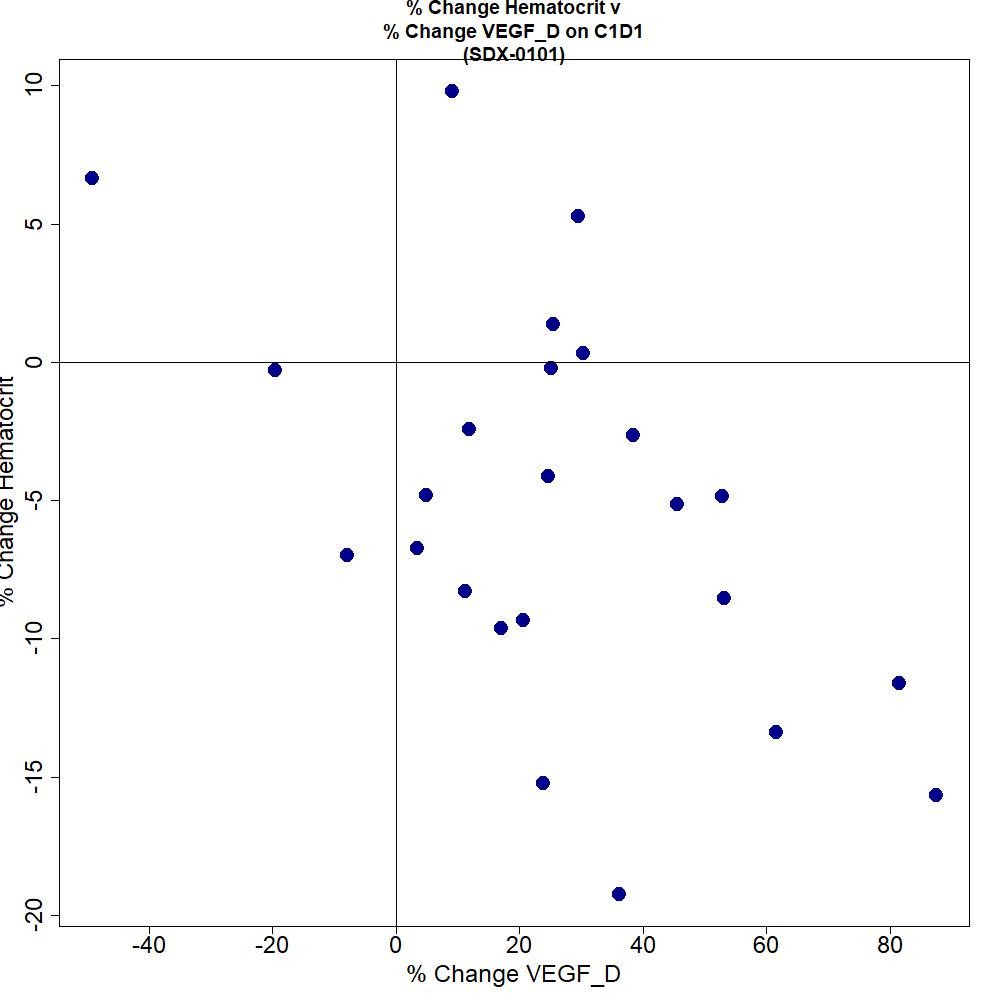 % Change Hematocrit v
% Change VEGF_D on C1D1
(SDX-0101)
10
5
0
-5
-10
-15
-20
% Change Hematocrit
-40
-20
0
20
40
60
80
% Change VEGF_D